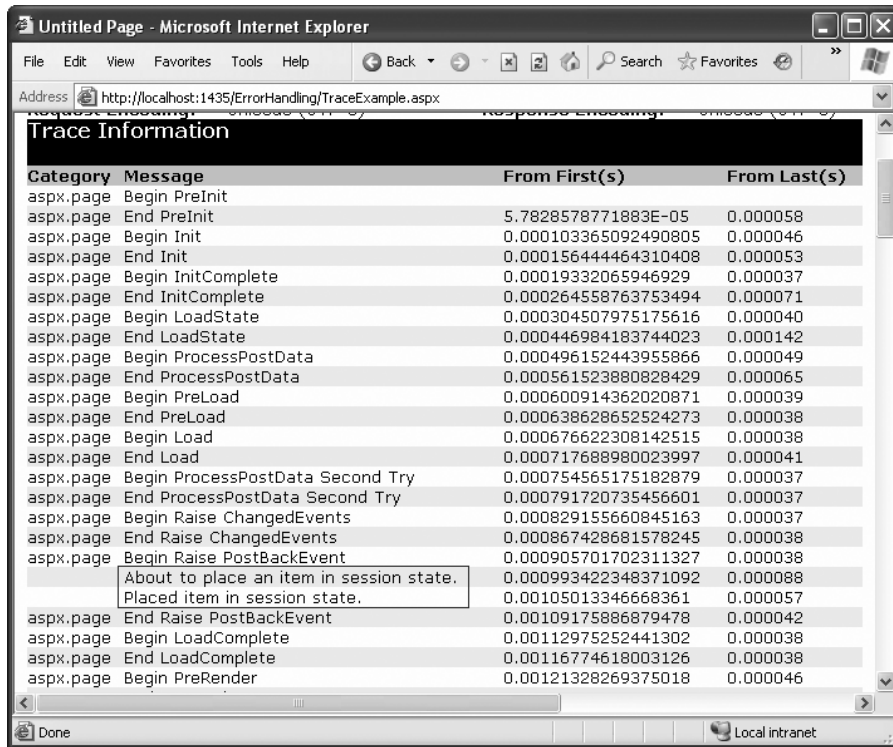 Untitled Page - Microsoft Internet Explorer
File Edit View Favorites Tools Help Back Search Favorites »
Address http://localhost:1435/ErrorHandling/TraceExample.aspx
Trace Information
Category Message From First(s) From Last(s)
aspx.page Begin PreInit
aspx.page End PreInit 5.7828578771883E-05 0.000058
aspx.page Begin Init 0.000103365092490805 0.000046
aspx.page End Init 0.000156444464310408 0.000053
aspx.page Begin InitComplete 0.00019332065946929 0.000037
aspx.page End InitComplete 0.000264558763753494 0.000071
aspx.page Begin LoadState 0.000304507975175616 0.000040
aspx.page End LoadState 0.000446984183744023 0.000142
aspx.page Begin ProcessPostData 0.000496152443955866 0.000049
aspx.page End ProcessPostData 0.000561523880828429 0.000065
aspx.page Begin PreLoad 0.000600914362020871 0.000039
aspx.page End PreLoad 0.000638628652524273 0.000038
aspx.page Begin Load 0.000676622308142515 0.000038
aspx.page End Load 0.000717688980023997 0.000041
aspx.page Begin ProcessPostData Second Try 0.0007545651751828​79 0.000037
aspx.page End ProcessPostData Second Try 0.000791720735456601 0.000037
aspx.page Begin Raise ChangedEvents 0.000829155660845163 0.000037
aspx.page End Raise ChangedEvents 0.000867428681578245 0.000038
aspx.page Begin Raise PostBackEvent 0.000905701702311327 0.000038
About to place an item in session state. 0.000993422348371092 0.000088
Placed item in session state. 0.00105013346668361 0.000057
aspx.page End Raise PostBackEvent 0.00109175886879478 0.000042
aspx.page Begin LoadComplete 0.00112975252441302 0.000038
aspx.page End LoadComplete 0.00116774618003126 0.000038
aspx.page Begin PreRender 0.00121328269375018 0.000046
Done Local intranet